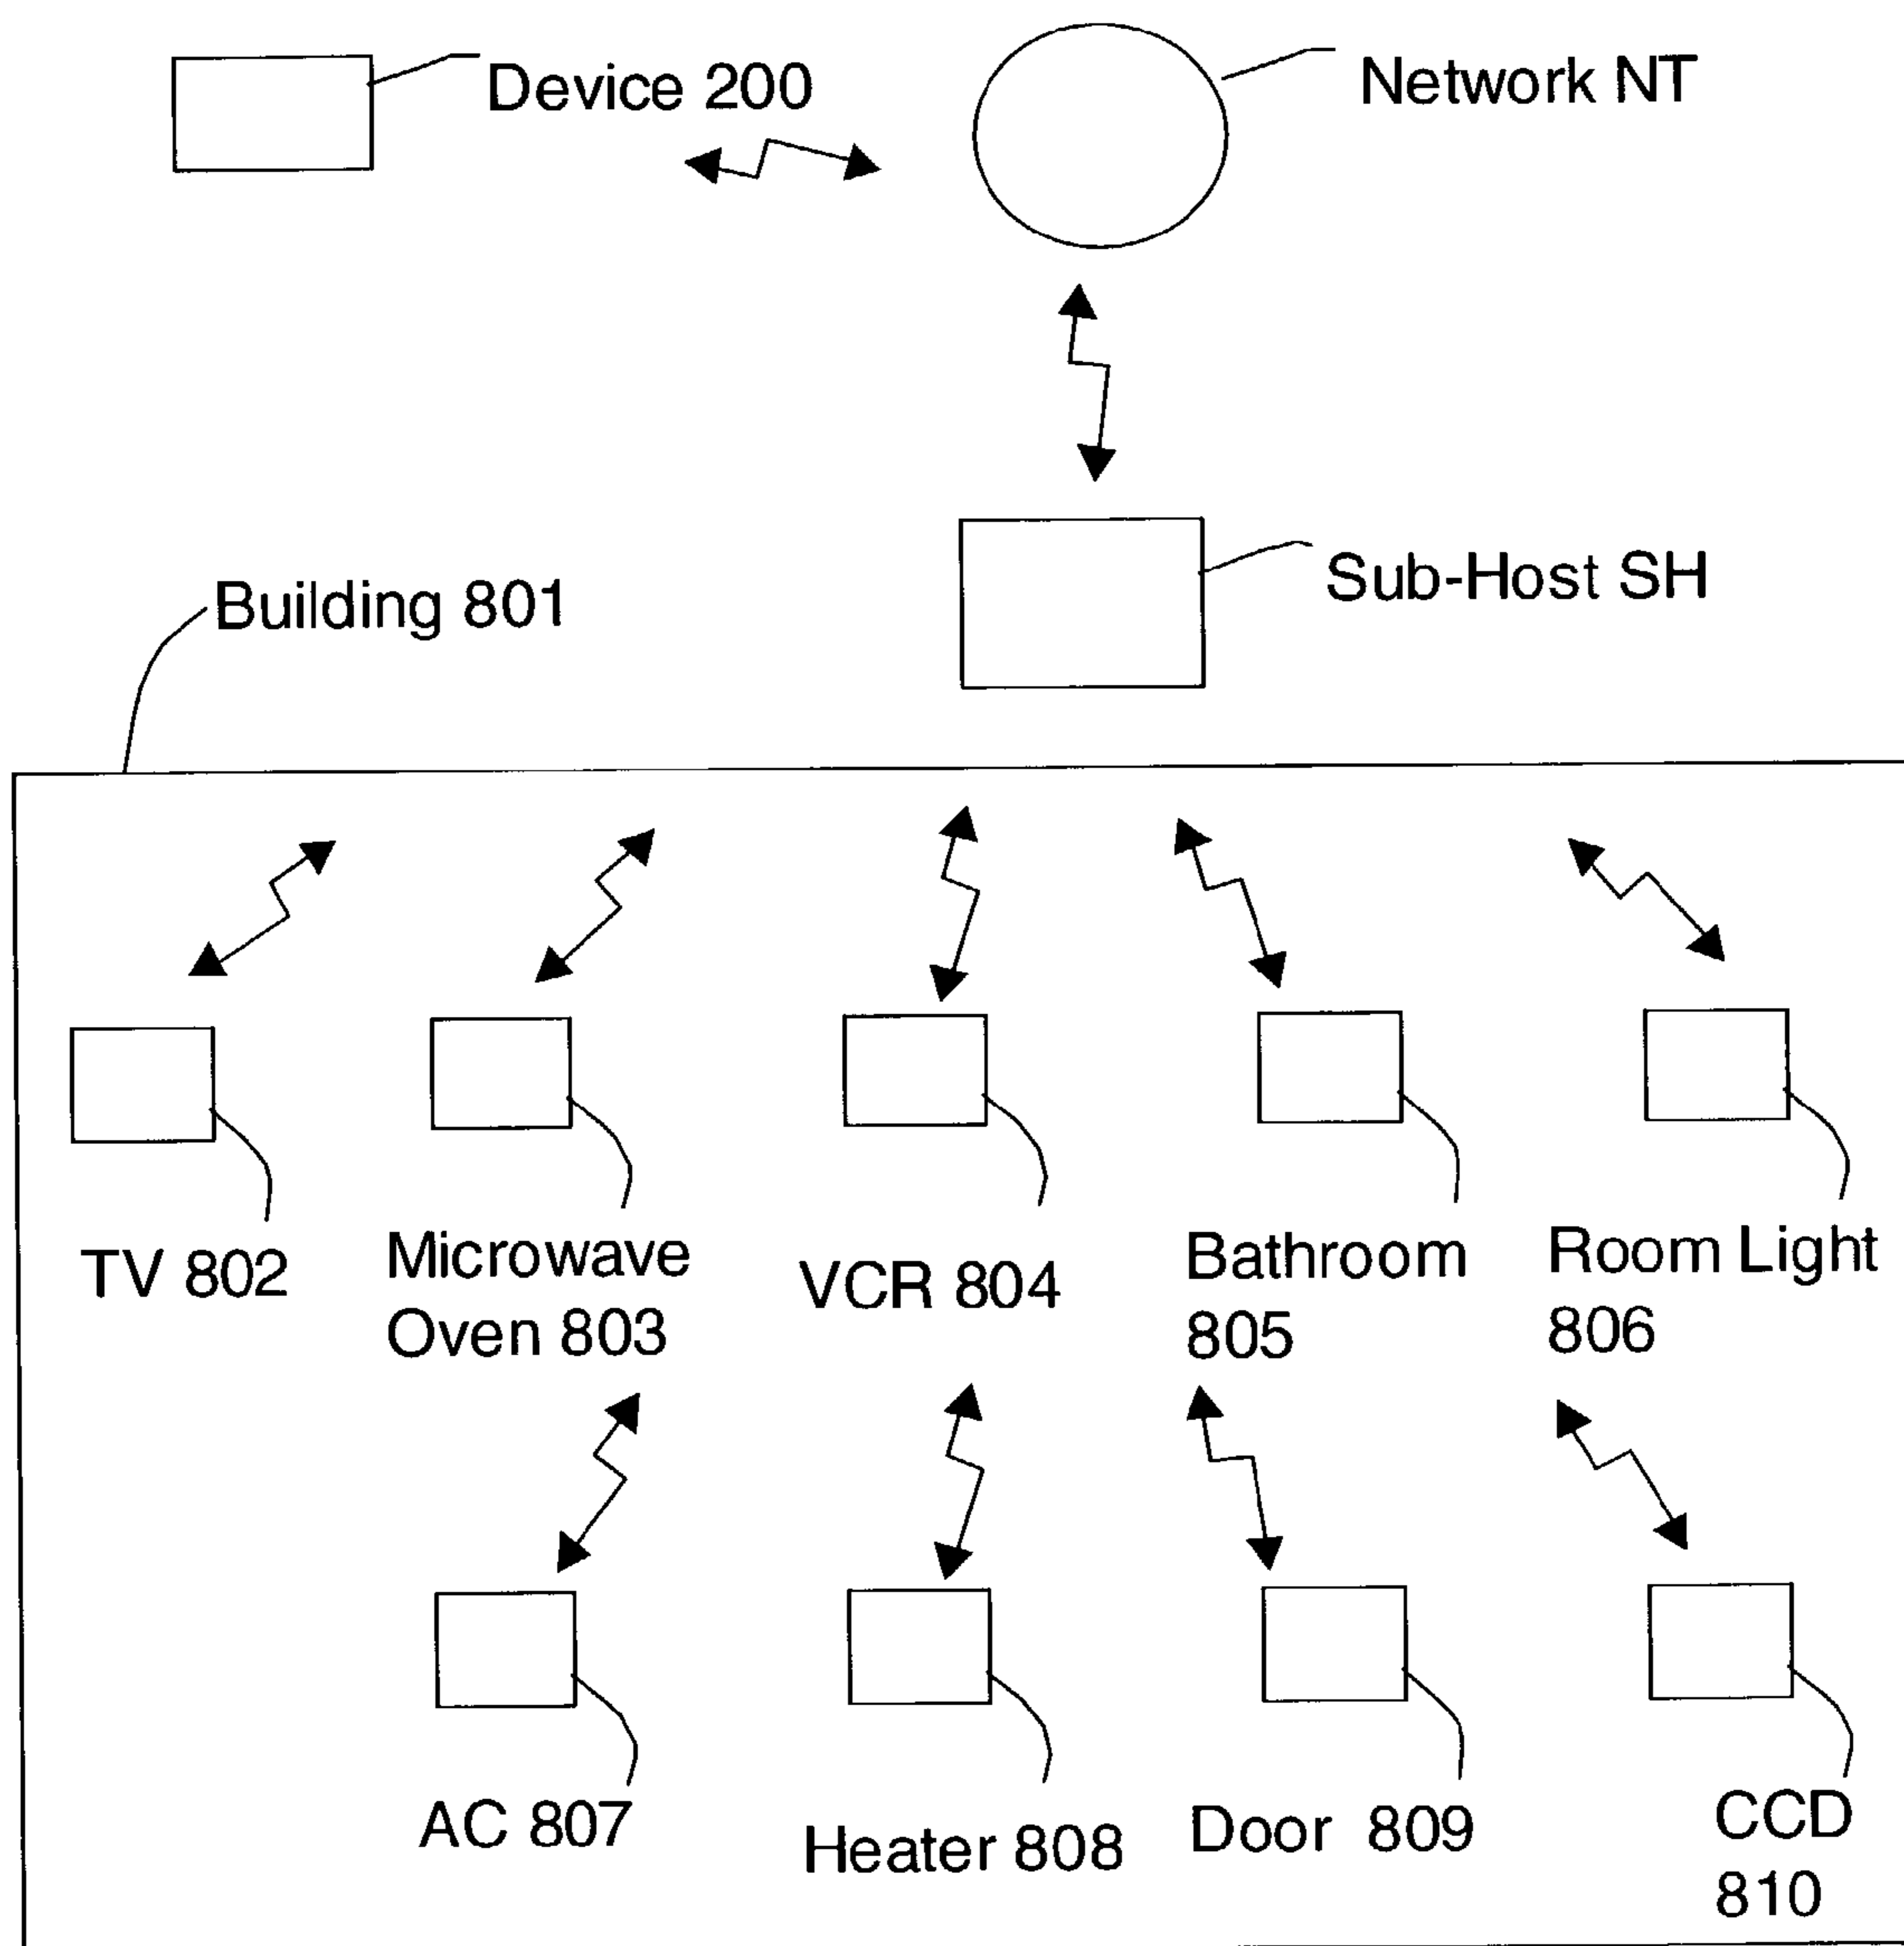 Device 200
Network NT
Sub-Host SH
Building 801
TV 802
Microwave
Oven 803
VCR 804
Bathroom
805
Room Light
806
AC 807
Heater 808
Door 809
CCD
810